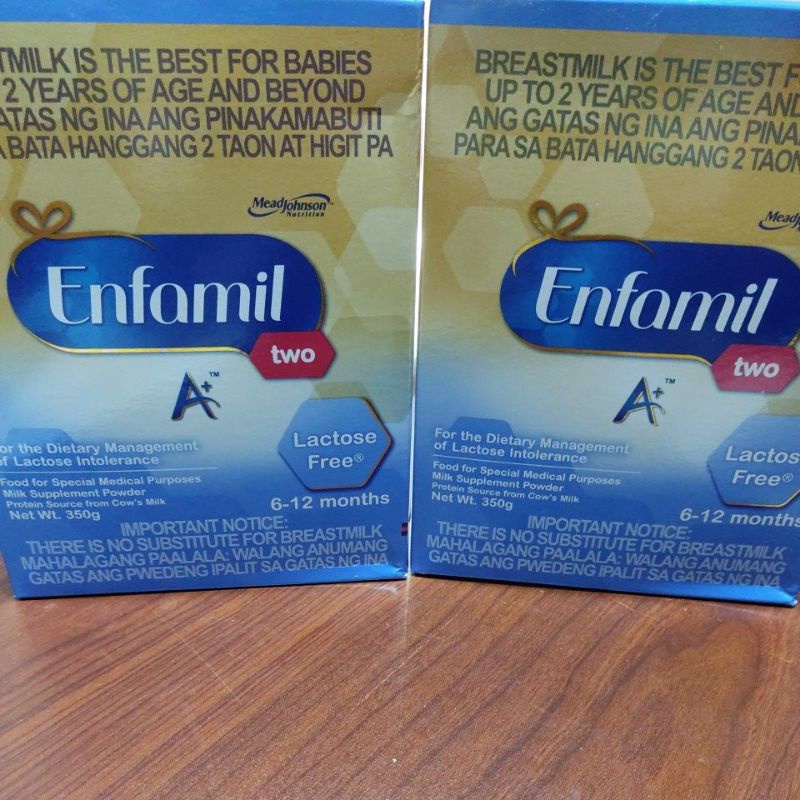 TMILK IS THE BEST FOR BABIES
2 YEARS OF AGE AND BEYOND
ATAS NG INA ANG PINAKAMABUTI
A BATA HANGGANG 2 TAON AT HIGIT PA
MeadJohnson™
Nutrition
Enfamil
two
A+™
or the Dietary Management
of Lactose Intolerance
Food for Special Medical Purposes
Milk Supplement Powder
Protein Source from Cow's Milk
Net Wt. 350g
Lactose
Free®
6-12 months
IMPORTANT NOTICE:
THERE IS NO SUBSTITUTE FOR BREASTMILK
MAHALAGANG PAALALA: WALANG ANUMANG
GATAS ANG PWEDENG IPALIT SA GATAS NG INA
BREASTMILK IS THE BEST F
UP TO 2 YEARS OF AGE AND
ANG GATAS NG INA ANG PINA
PARA SA BATA HANGGANG 2 TAON
MeadJ
Enfamil
two
A+™
For the Dietary Management
of Lactose Intolerance
Food for Special Medical Purposes
Milk Supplement Powder
Protein Source from Cow's Milk
Net Wt. 350g
Lactos
Free®
6-12 months
IMPORTANT NOTICE:
THERE IS NO SUBSTITUTE FOR BREASTMILK
MAHALAGANG PAALALA: WALANG ANUMANG
GATAS ANG PWEDENG IPALIT SA GATAS NG INA